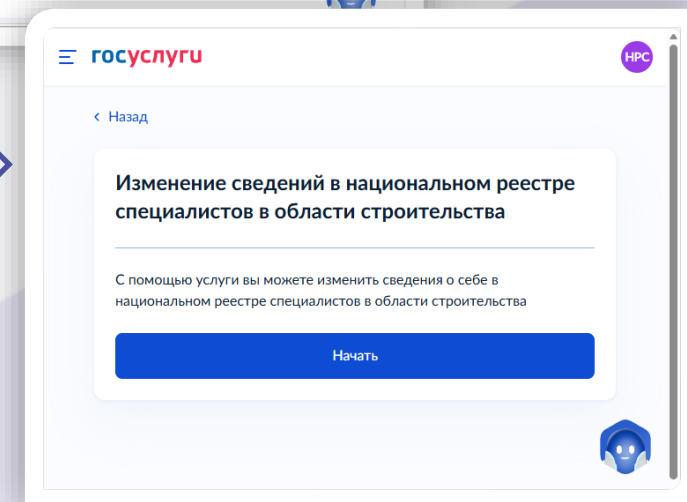 госуслуги
НРС
Назад
Изменение сведений в национальном реестре
специалистов в области строительства
С помощью услуги вы можете изменить сведения о себе в
национальном реестре специалистов в области строительства
Начать